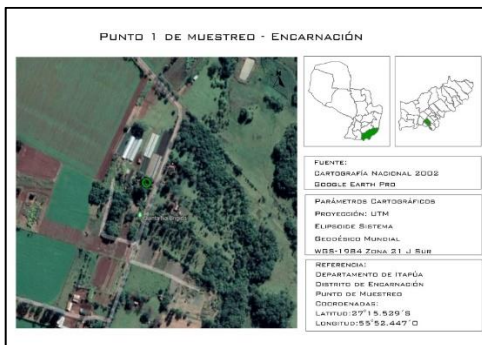 PUNTO 1 DE MUESTREO - ENCARNACIÓN
FUENTE:
CARTOGRAFÍA NACIONAL 2002
GOOGLE EARTH PRO
PARÁMETROS CARTOGRÁFICOS
PROYECCIÓN: UTM
ELIPSOIDE SISTEMA
GEODÉSICO MUNDIAL
WGS-1984 ZONA 21 J SUR
REFERENCIA:
DEPARTAMENTO DE ITAPÚA
DISTRITO DE ENCARNACIÓN
PUNTO DE MUESTREO
COORDENADAS:
LATITUD:27°15.529´S
LONGITUD:55°52.447´O